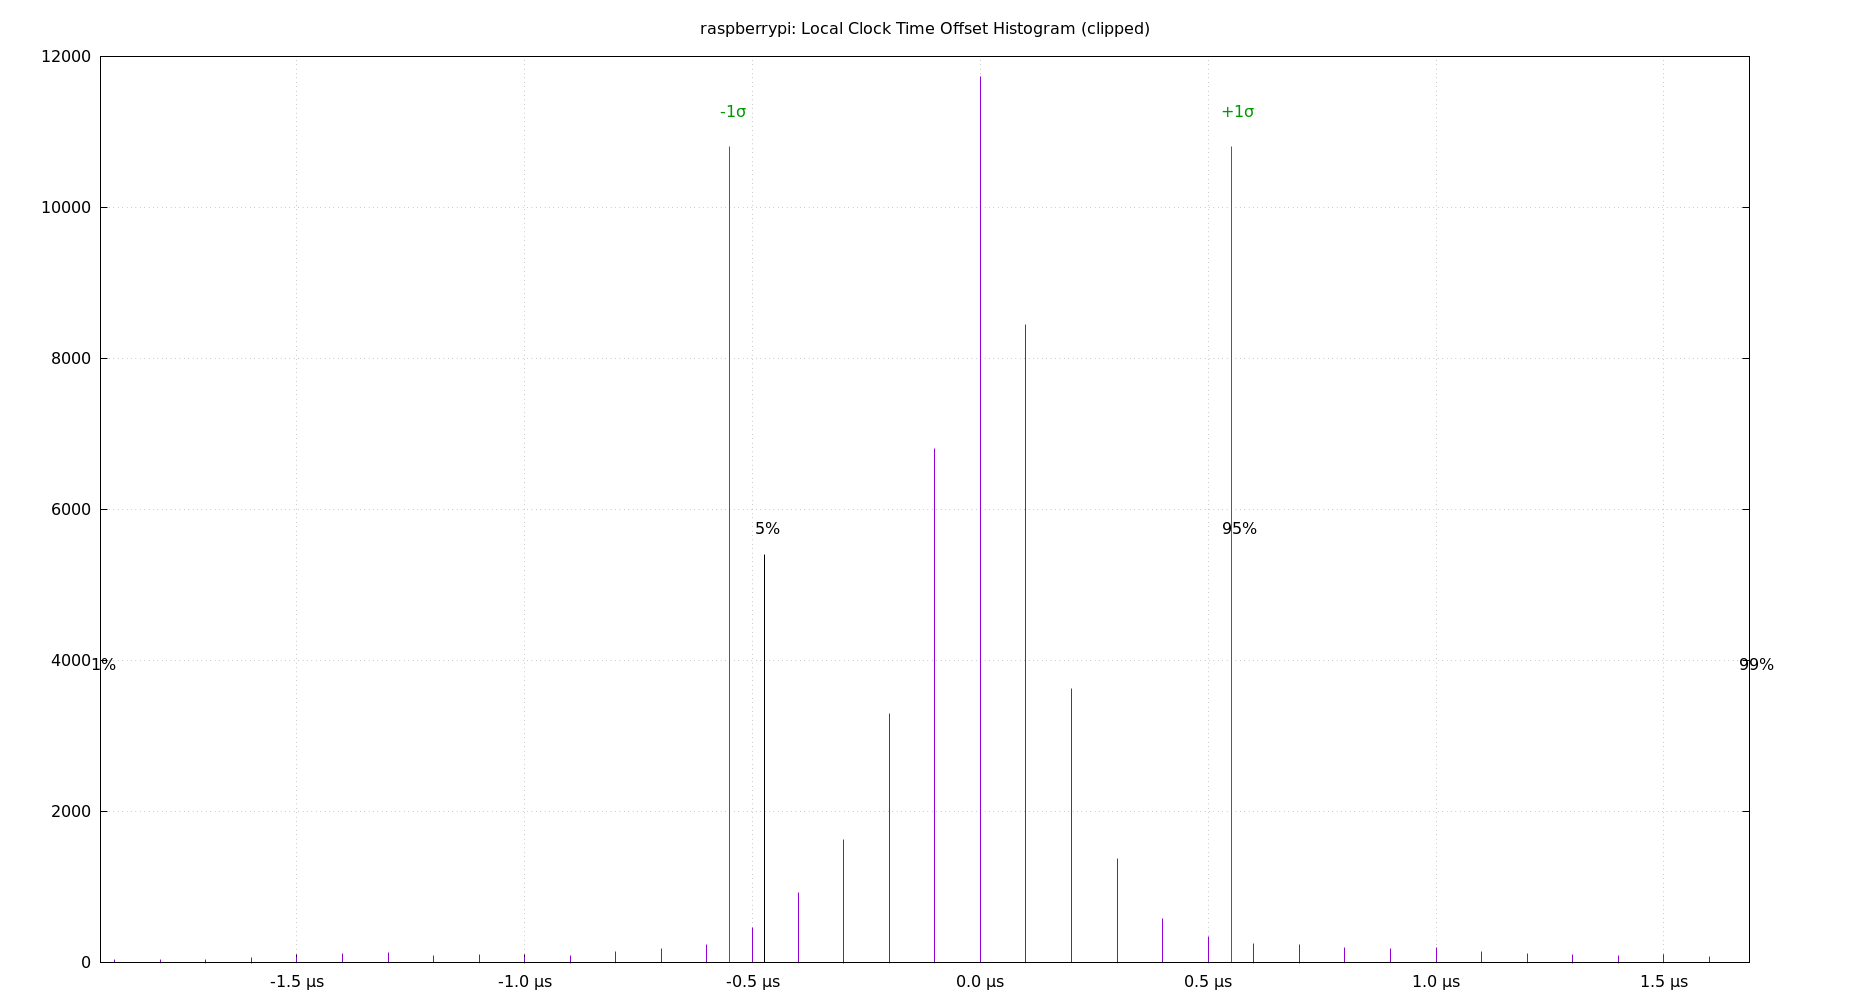 raspberrypi: Local Clock Time Offset Histogram (clipped)
12000
-1σ
+1σ
10000
8000
6000
5%
95%
4000
1%
99%
2000
0
-1.5 µs
-1.0 µs
-0.5 µs
0.0 µs
0.5 µs
1.0 µs
1.5 µs